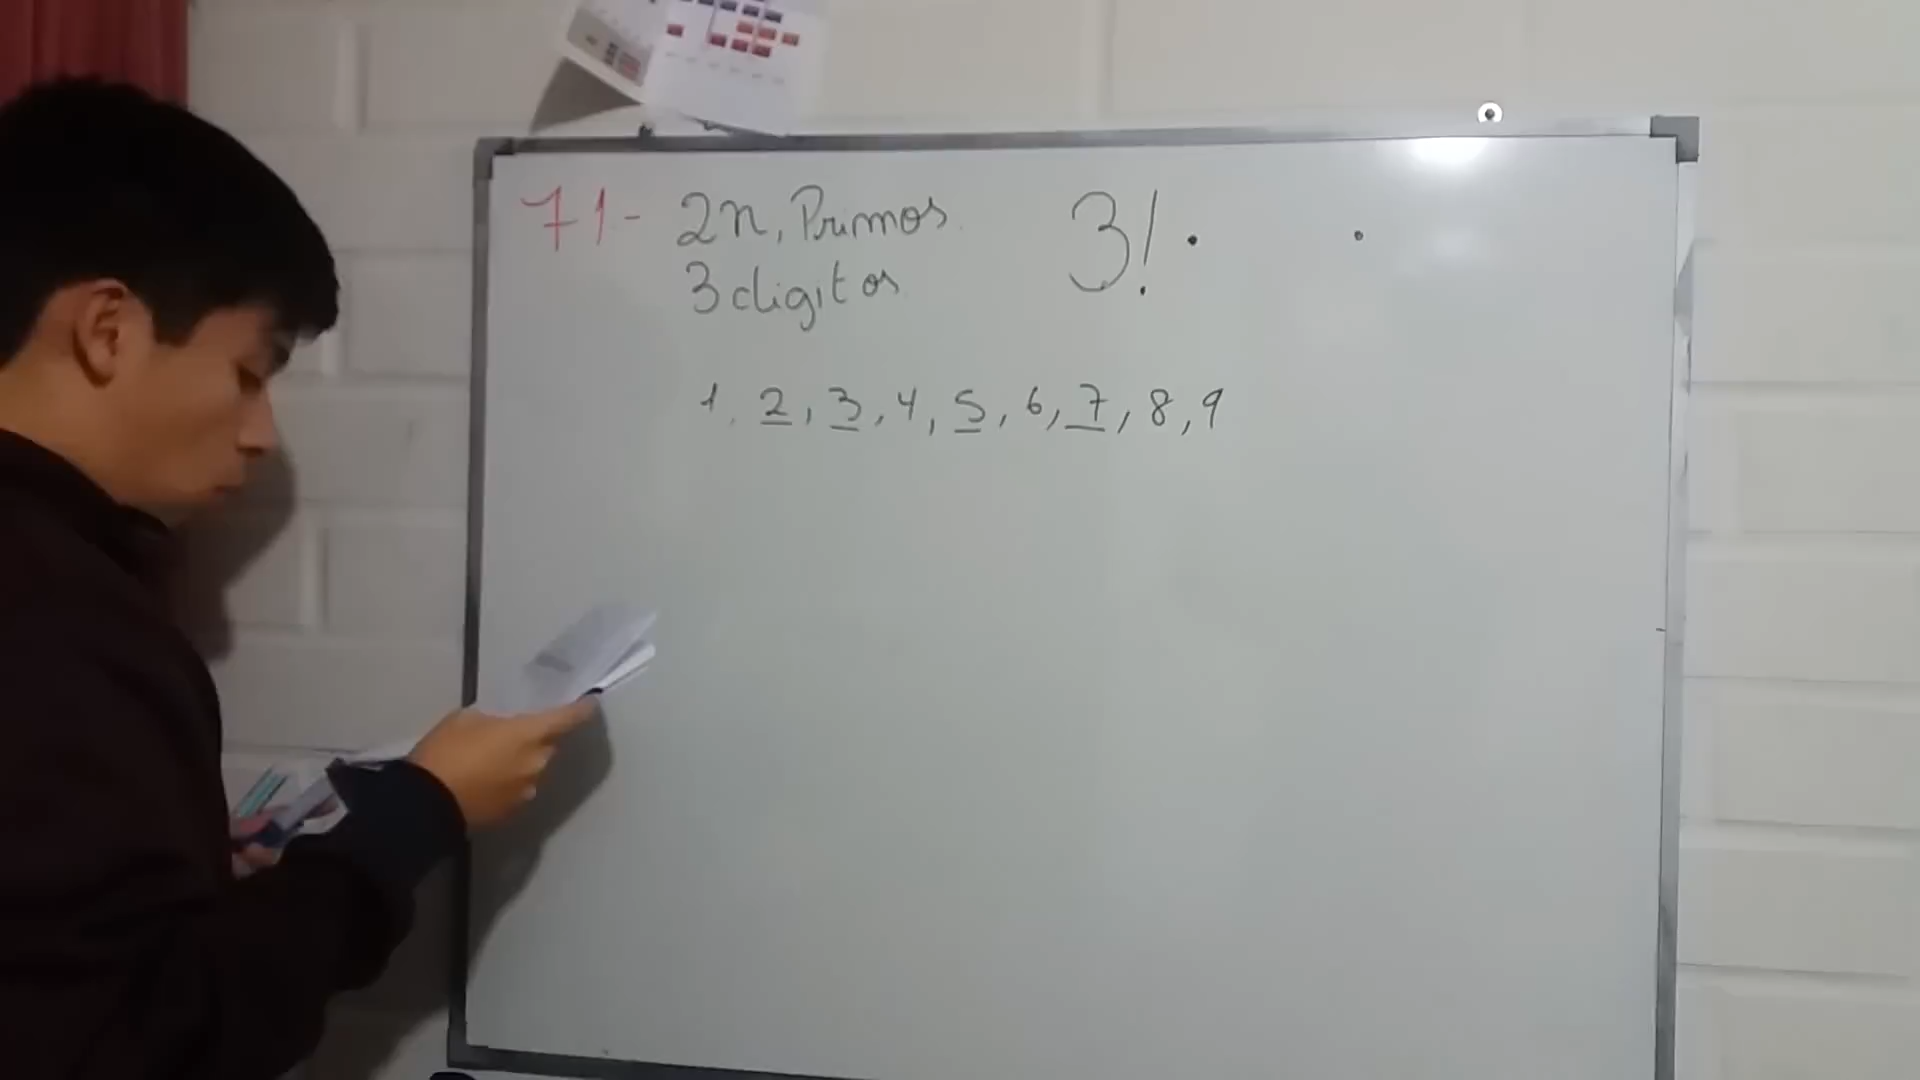 71- 2n, Primos 3! · ·
3 digitos
1, 2, 3, 4, 5, 6, 7, 8, 9